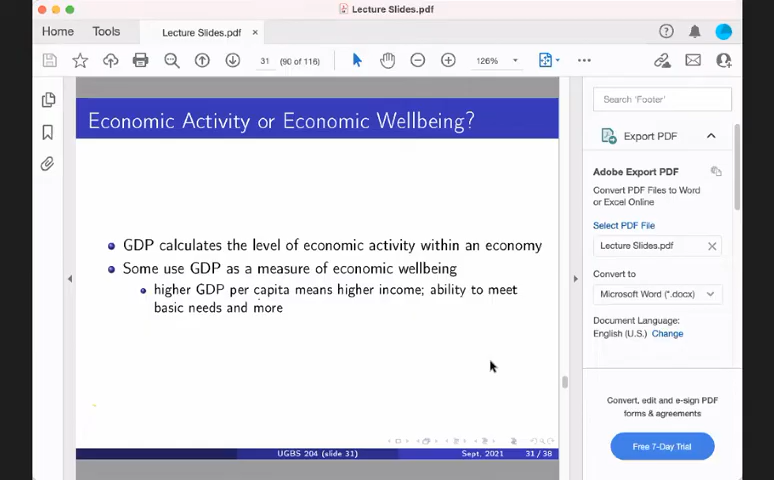 Lecture Slides.pdf
Home Tools Lecture Slides.pdf ×
31 (90 of 116) 126%
Search 'Footer'
Export PDF
Adobe Export PDF
Convert PDF Files to Word
or Excel Online
Select PDF File
Lecture Slides.pdf
Convert to
Microsoft Word (*.docx)
Document Language:
English (U.S.) Change
Convert, edit and e-sign PDF
forms & agreements
Free 7-Day Trial
Economic Activity or Economic Wellbeing?
GDP calculates the level of economic activity within an economy
Some use GDP as a measure of economic wellbeing
higher GDP per capita means higher income; ability to meet
basic needs and more
UGBS 204 (slide 31) Sept, 2021 31 / 38